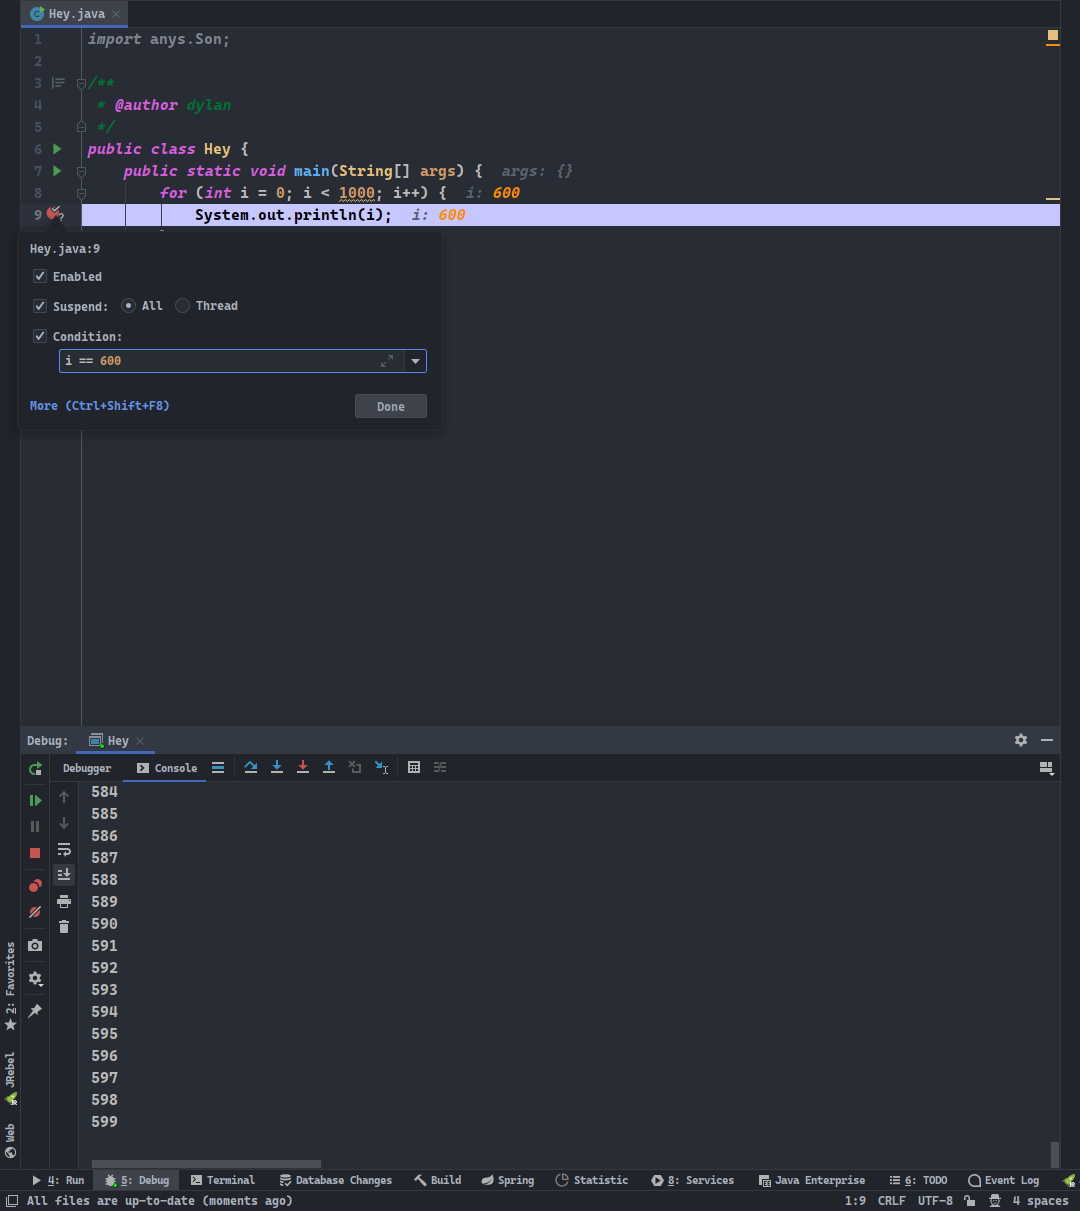 Hey.java
1 import anys.Son;
2
3 /**
4 * @author dylan
5 */
6 public class Hey {
7 public static void main(String[] args) { args: {}
8 for (int i = 0; i < 1000; i++) { i: 600
9 System.out.println(i); i: 600
Hey.java:9
Enabled
Suspend: All Thread
Condition:
i == 600
More (Ctrl+Shift+F8) Done
Debug: Hey
Debugger Console
584
585
586
587
588
589
590
591
592
593
594
595
596
597
598
599
2: Favorites
JRebel
Web
4: Run 5: Debug Terminal Database Changes Build Spring Statistic 8: Services Java Enterprise 6: TODO Event Log
All files are up-to-date (moments ago) 1:9 CRLF UTF-8 4 spaces